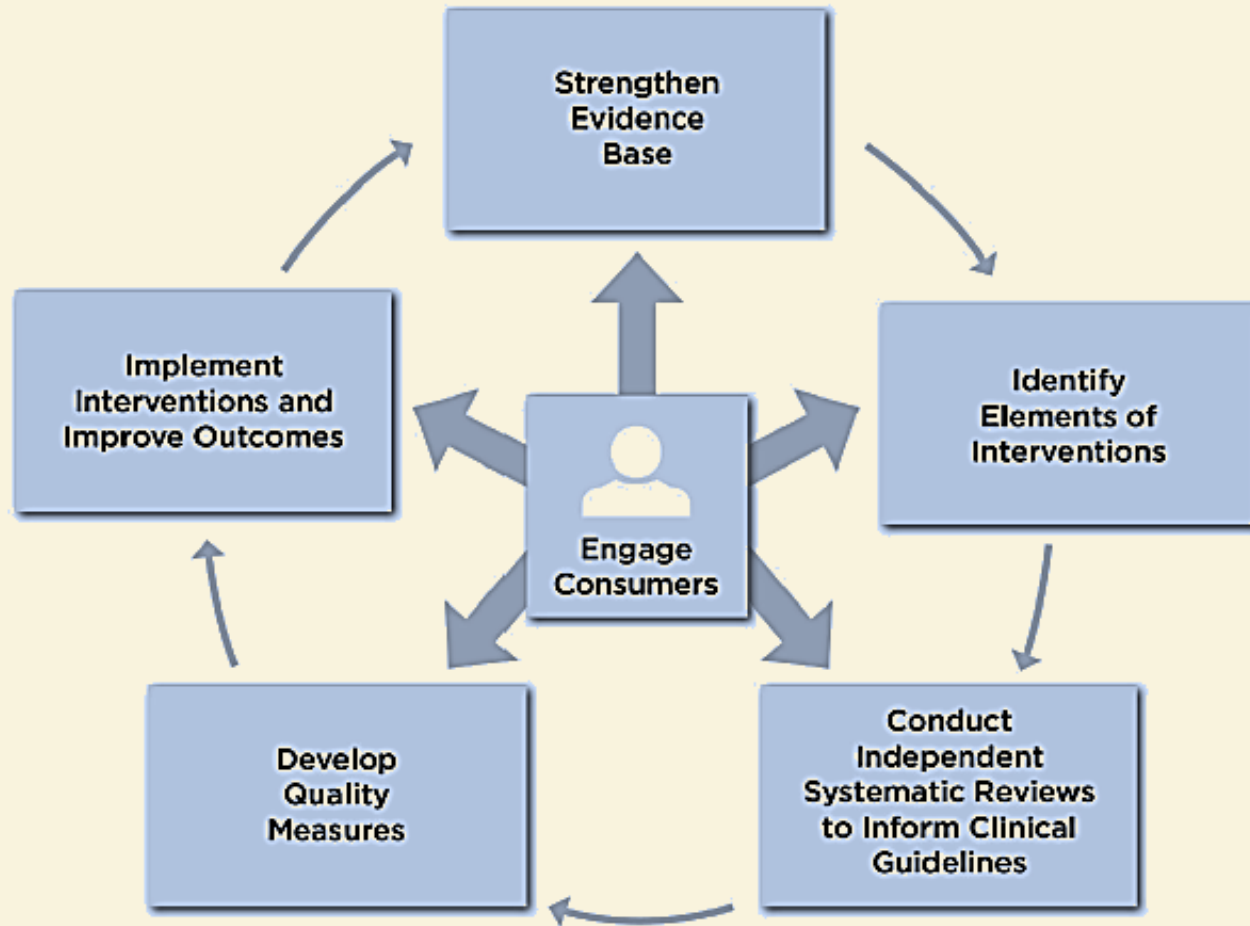 Strengthen
Evidence
Base
Identify
Elements of
Interventions
Conduct
Independent
Systematic Reviews
to Inform Clinical
Guidelines
Develop
Quality
Measures
Implement
Interventions and
Improve Outcomes
Engage
Consumers